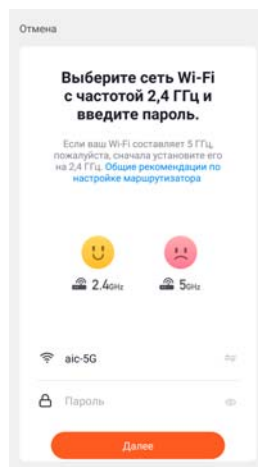 Отмена
Выберите сеть Wi-Fi
с частотой 2,4 ГГц и
введите пароль.
Если ваш Wi-Fi составляет 5 ГГц,
пожалуйста, сначала установите его
на 2,4 ГГц. Общие рекомендации по
настройке маршрутизатора
2.4GHz 5GHz
aic-5G
Пароль
Далее